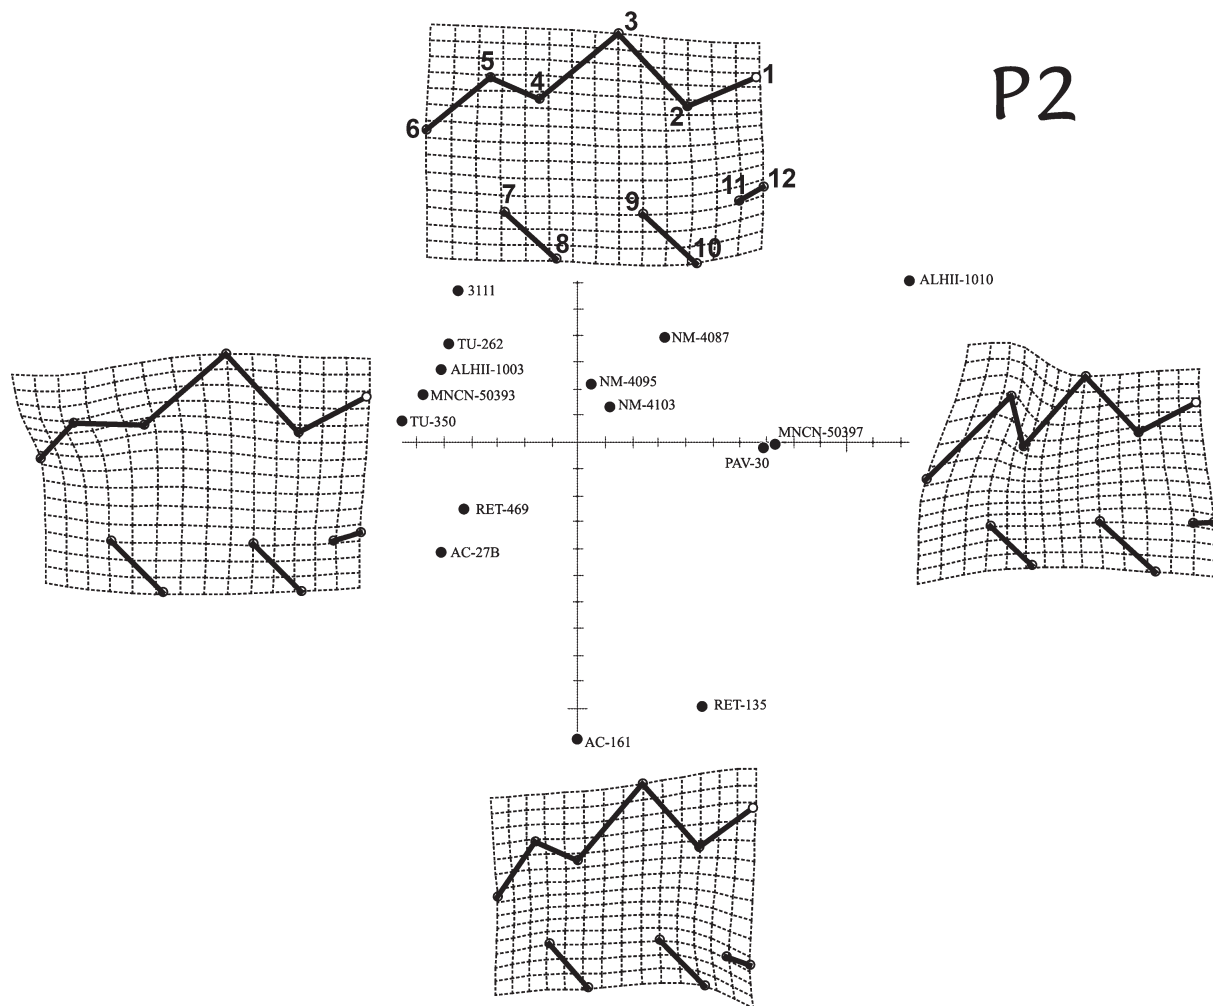 3
P2
5
1
4
2
6
12
11
7
9
8
10
ALHII-1010
3111
NM-4087
TU-262
ALHII-1003
NM-4095
MNCN-50393
NM-4103
TU-350
MNCN-50397
PAV-30
RET-469
AC-27B
RET-135
AC-161